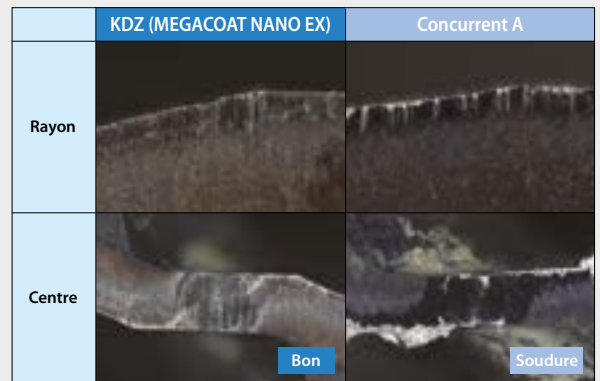 KDZ (MEGACOAT NANO EX)
Concurrent A
Rayon
Centre
Bon
Soudure